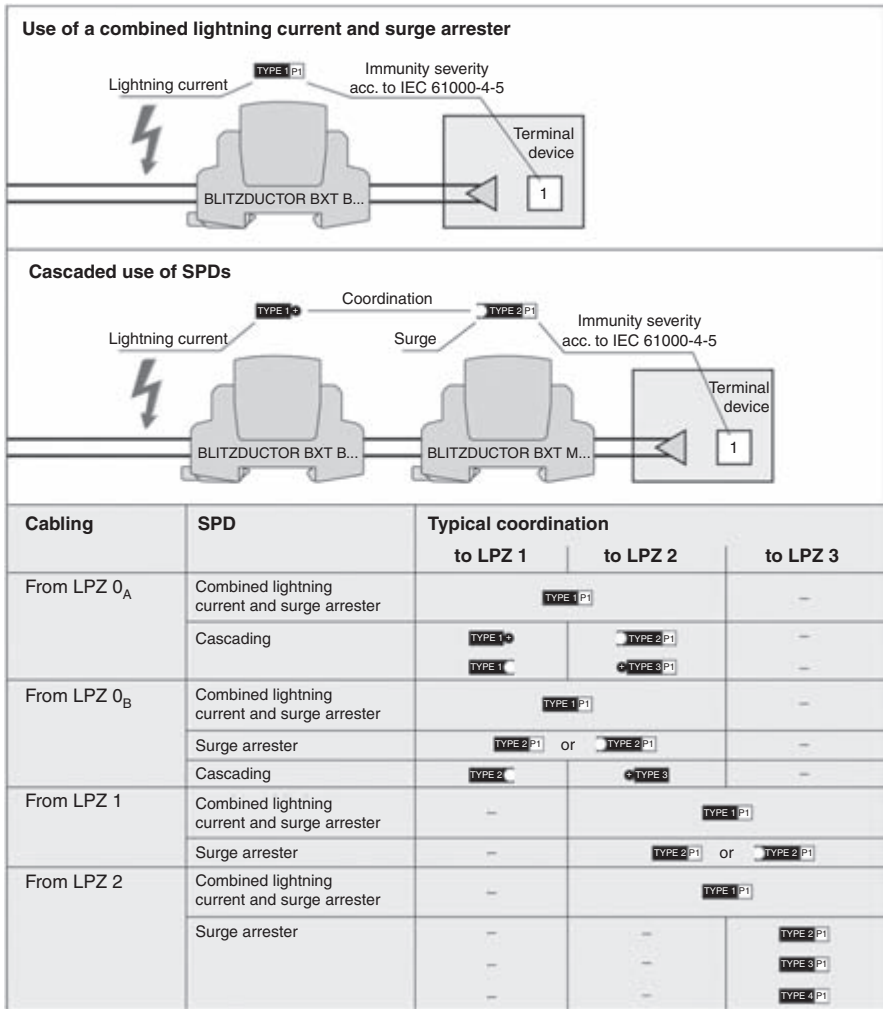 Use of a combined lightning current and surge arrester
TYPE 1 P1
Lightning current
Immunity severity
acc. to IEC 61000-4-5
Terminal
device
1
BLITZDUCTOR BXT B...
Cascaded use of SPDs
TYPE 1 +
Coordination
TYPE 2 P1
Lightning current
Surge
Immunity severity
acc. to IEC 61000-4-5
Terminal
device
1
BLITZDUCTOR BXT B...
BLITZDUCTOR BXT M...
Cabling SPD Typical coordination
to LPZ 1 to LPZ 2 to LPZ 3
From LPZ 0A Combined lightning
current and surge arrester TYPE 1 P1 –
Cascading TYPE 1 + TYPE 2 P1 –
TYPE 1 + TYPE 3 P1 –
From LPZ 0B Combined lightning
current and surge arrester TYPE 1 P1 –
Surge arrester TYPE 2 P1 or TYPE 2 P1 –
Cascading TYPE 2 + TYPE 3 –
From LPZ 1 Combined lightning
current and surge arrester – TYPE 1 P1
Surge arrester – TYPE 2 P1 or TYPE 2 P1
From LPZ 2 Combined lightning
current and surge arrester – TYPE 1 P1
Surge arrester – – TYPE 2 P1
– – TYPE 3 P1
– – TYPE 4 P1